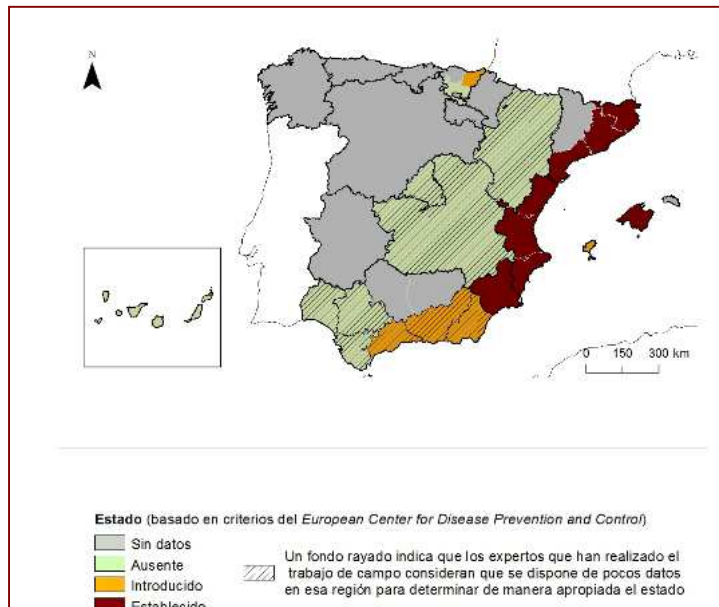 N
0 150 300 km
Estado (basado en criterios del European Center for Disease Prevention and Control)
Sin datos
Ausente
Introducido
Establecido
Un fondo rayado indica que los expertos que han realizado el
trabajo de campo consideran que se dispone de pocos datos
en esa región para determinar de manera apropiada el estado